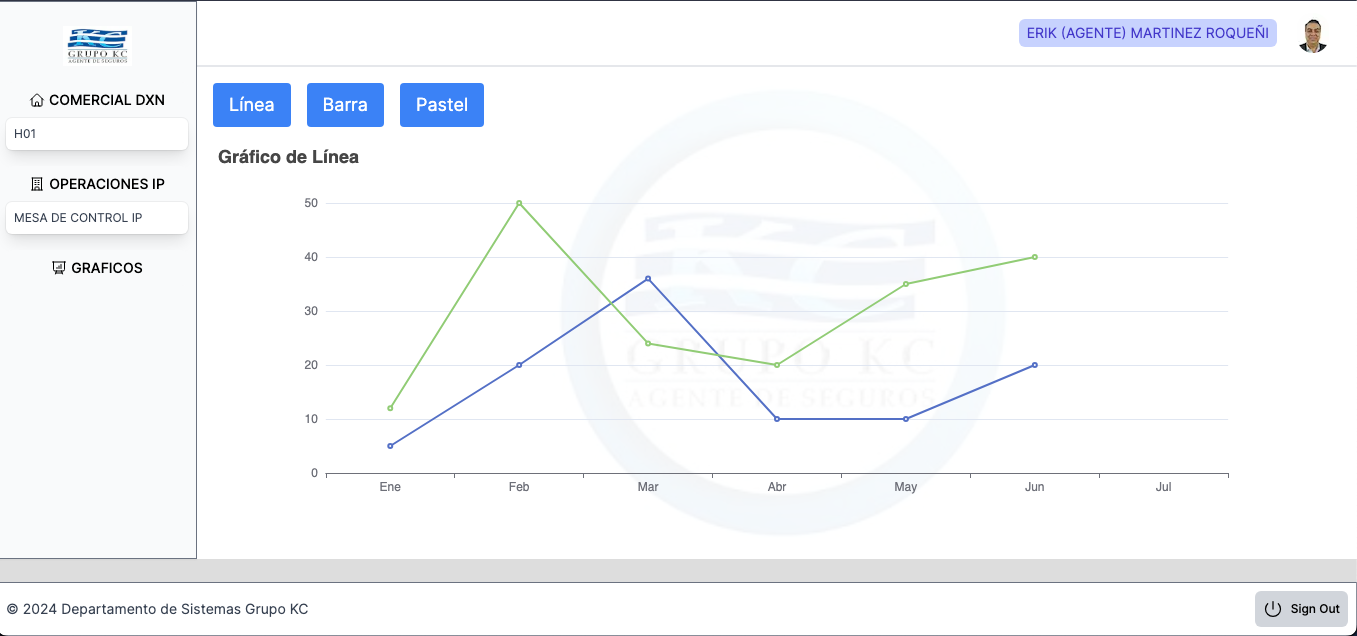 GRUPO KC
AGENTE DE SEGUROS
ERIK (AGENTE) MARTINEZ ROQUEÑI
COMERCIAL DXN
H01
OPERACIONES IP
MESA DE CONTROL IP
GRAFICOS
Línea
Barra
Pastel
Gráfico de Línea
50
40
30
20
10
0
Ene Feb Mar Abr May Jun Jul
KC
GRUPO KC
AGENTE DE SEGUROS
© 2024 Departamento de Sistemas Grupo KC
Sign Out